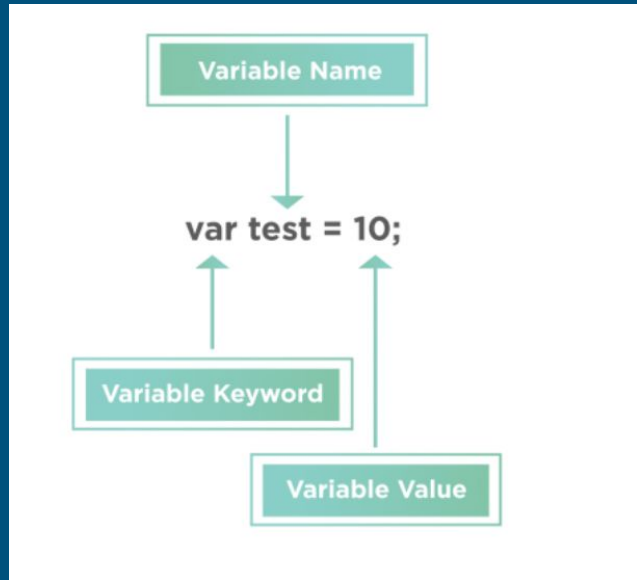 Variable Name
var test = 10;
Variable Keyword
Variable Value